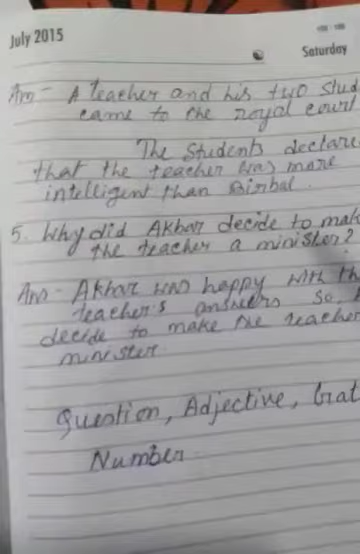 July 2015
Saturday
Ans - A teacher and his two stud
came to the royal court
The Students declare
that the teacher was more
intelligent than Birbal.
5. Why did Akbar decide to mak
the teacher a minister?
Ans - Akbar was happy with th
teacher's answers so,
decide to make the teacher
minister
Question, Adjective,
Number